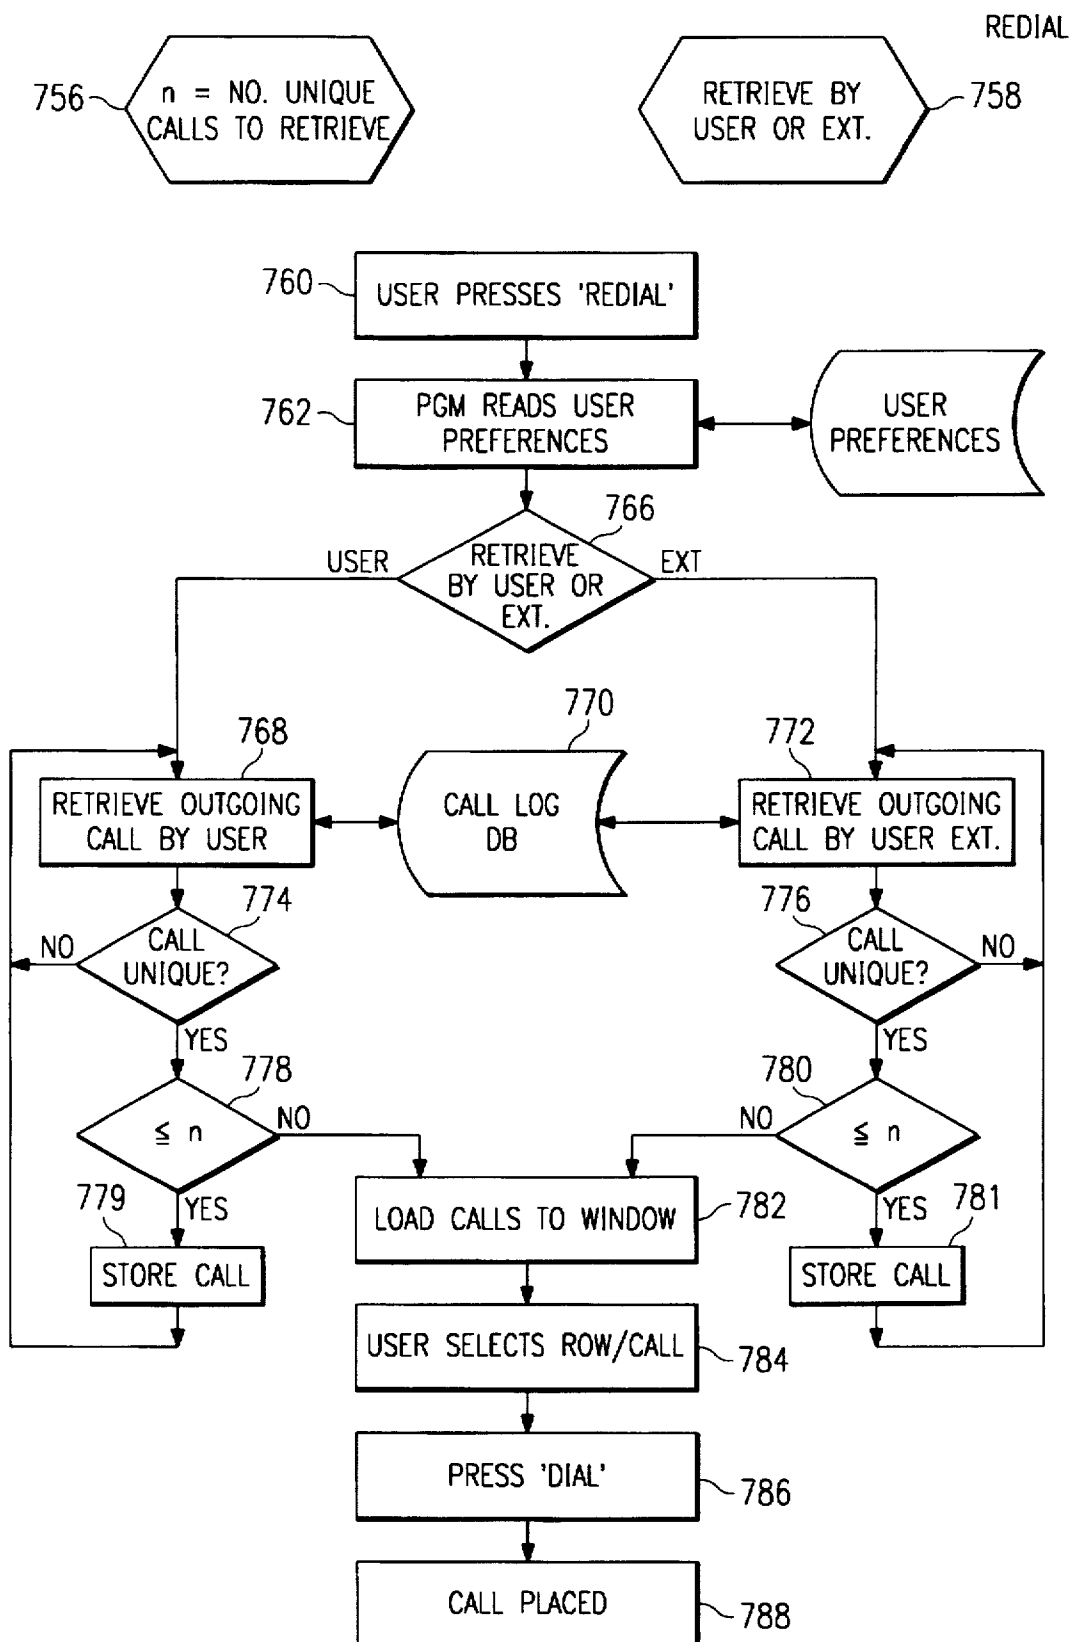 REDIAL
756
n = NO. UNIQUE
CALLS TO RETRIEVE
RETRIEVE BY
USER OR EXT.
758
760
USER PRESSES 'REDIAL'
762
PGM READS USER
PREFERENCES
USER
PREFERENCES
766
USER
RETRIEVE
BY USER OR
EXT.
EXT
768
770
772
RETRIEVE OUTGOING
CALL BY USER
CALL LOG
DB
RETRIEVE OUTGOING
CALL BY USER EXT.
774
776
NO
CALL
UNIQUE?
CALL
UNIQUE?
NO
YES
YES
778
780
≦ n
NO
NO
≦ n
779
YES
YES
781
STORE CALL
LOAD CALLS TO WINDOW
782
STORE CALL
USER SELECTS ROW/CALL
784
PRESS 'DIAL'
786
CALL PLACED
788